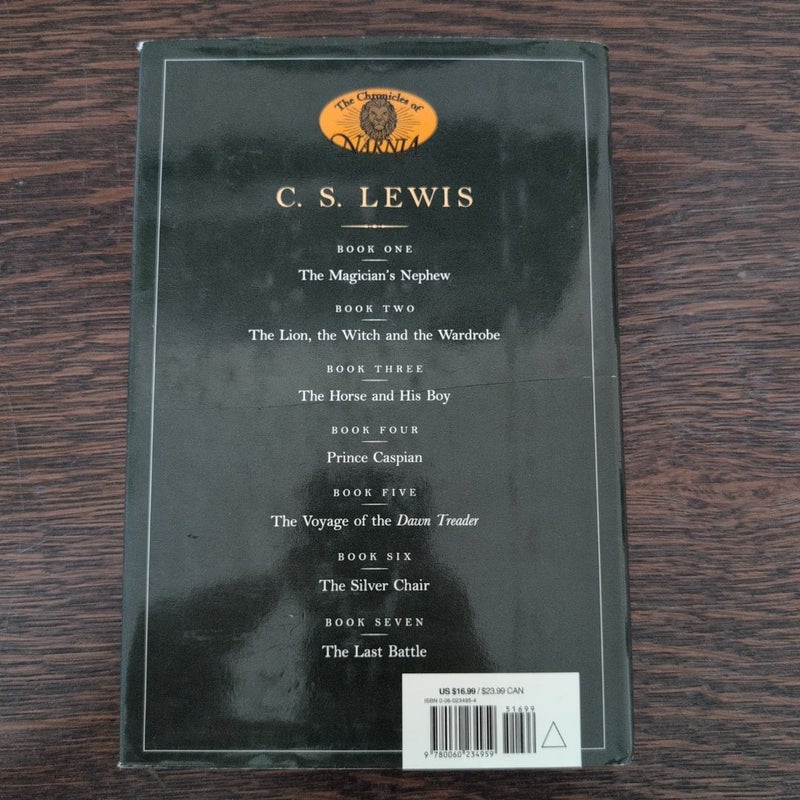 The Chronicles of
NARNIA
C. S. LEWIS
BOOK ONE
The Magician's Nephew
BOOK TWO
The Lion, the Witch and the Wardrobe
BOOK THREE
The Horse and His Boy
BOOK FOUR
Prince Caspian
BOOK FIVE
The Voyage of the Dawn Treader
BOOK SIX
The Silver Chair
BOOK SEVEN
The Last Battle
US $16.99 / $23.99 CAN
ISBN 0-06-023495-4
51699
9 780060 234959